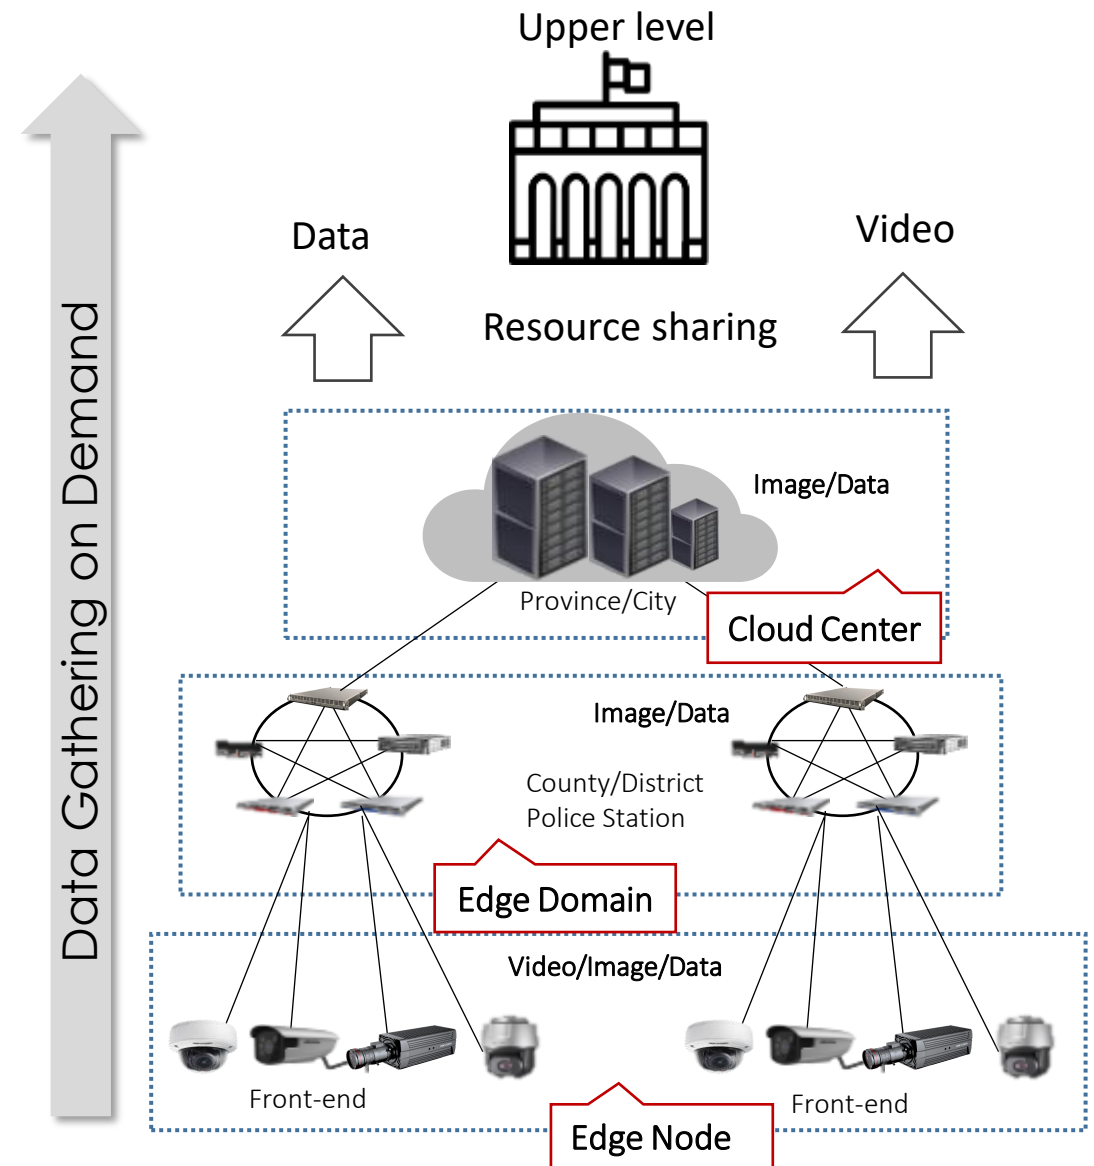 Upper level
Data
Video
Resource sharing
Data Gathering on Demand
Image/Data
Province/City
Cloud Center
Image/Data
County/District
Police Station
Edge Domain
Video/Image/Data
Front-end
Front-end
Edge Node